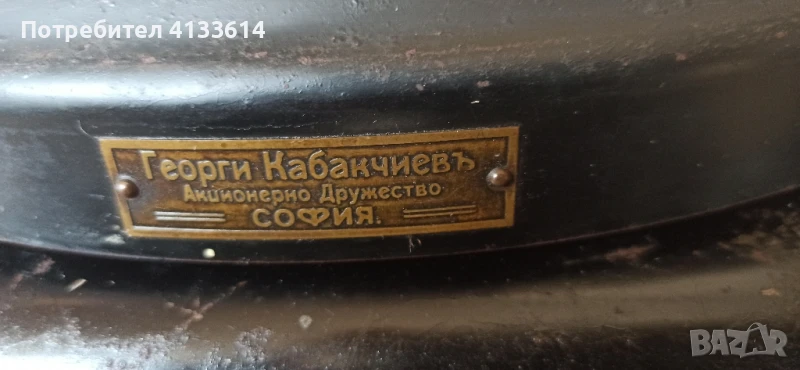 Потребител 4133614
Георги Кабакчиевъ
Акционерно Дружество
СОФИЯ.
BAZAR